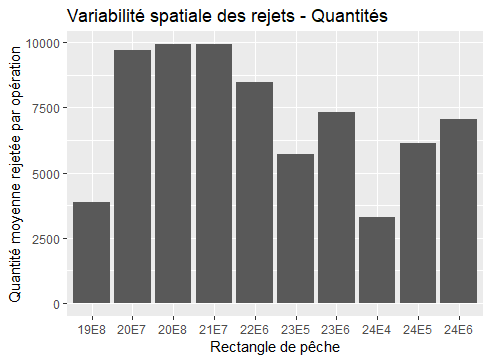 Variabilité spatiale des rejets - Quantités
Quantité moyenne rejetée par opération
10000
7500
5000
2500
0
19E8 20E7 20E8 21E7 22E6 23E5 23E6 24E4 24E5 24E6
Rectangle de pêche